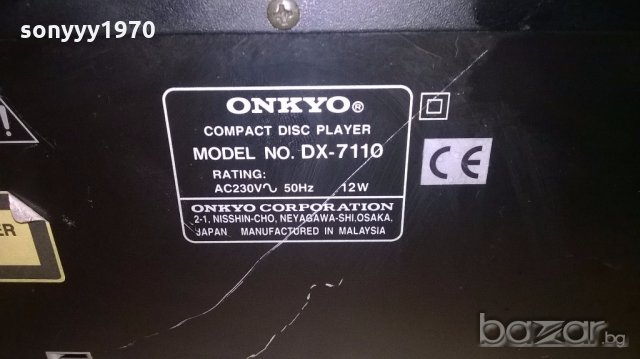 sonyyy1970
ONKYO®
COMPACT DISC PLAYER
MODEL NO. DX-7110
RATING:
AC230V∿ 50Hz 12W
ONKYO CORPORATION
2-1, NISSHIN-CHO, NEYAGAWA-SHI, OSAKA,
JAPAN MANUFACTURED IN MALAYSIA
CE
bazar.bg